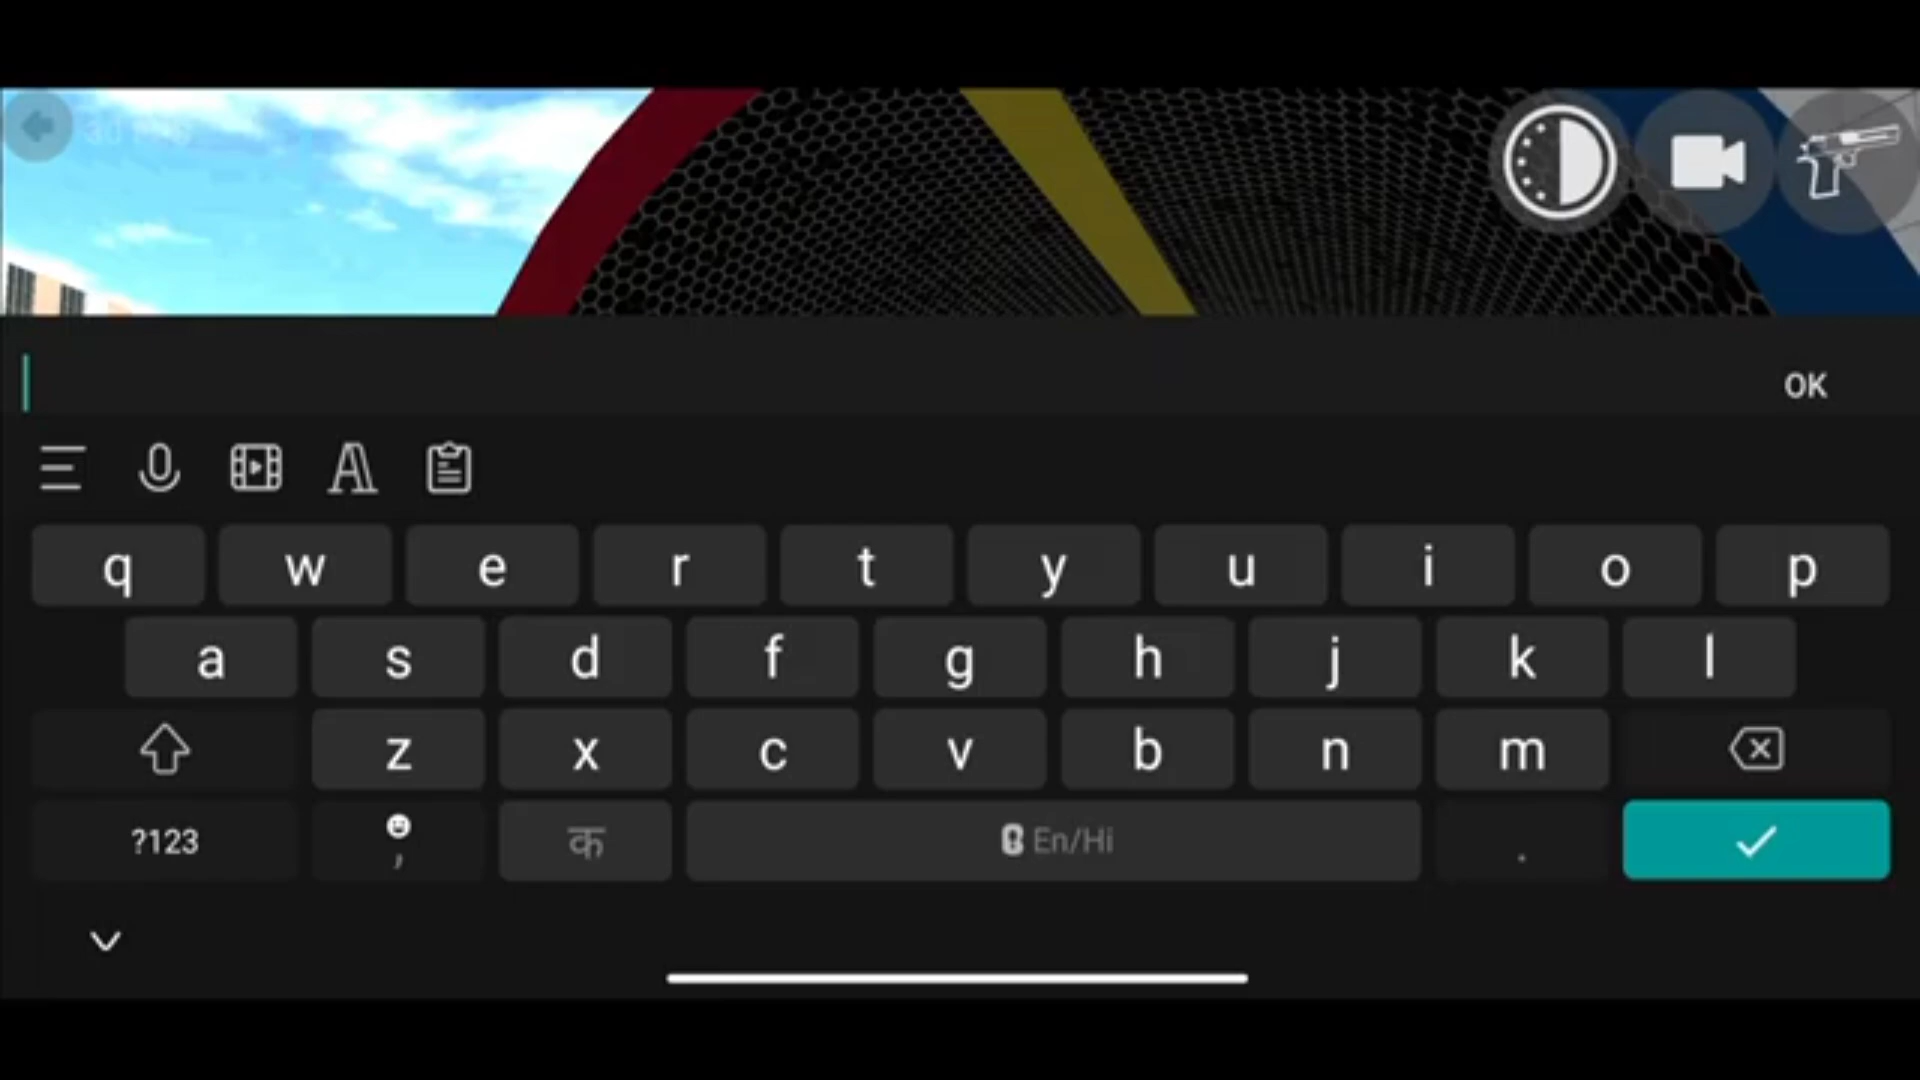 OK
q w e r t y u i o p
a s d f g h j k l
z x c v b n m
?123 , क En/Hi .